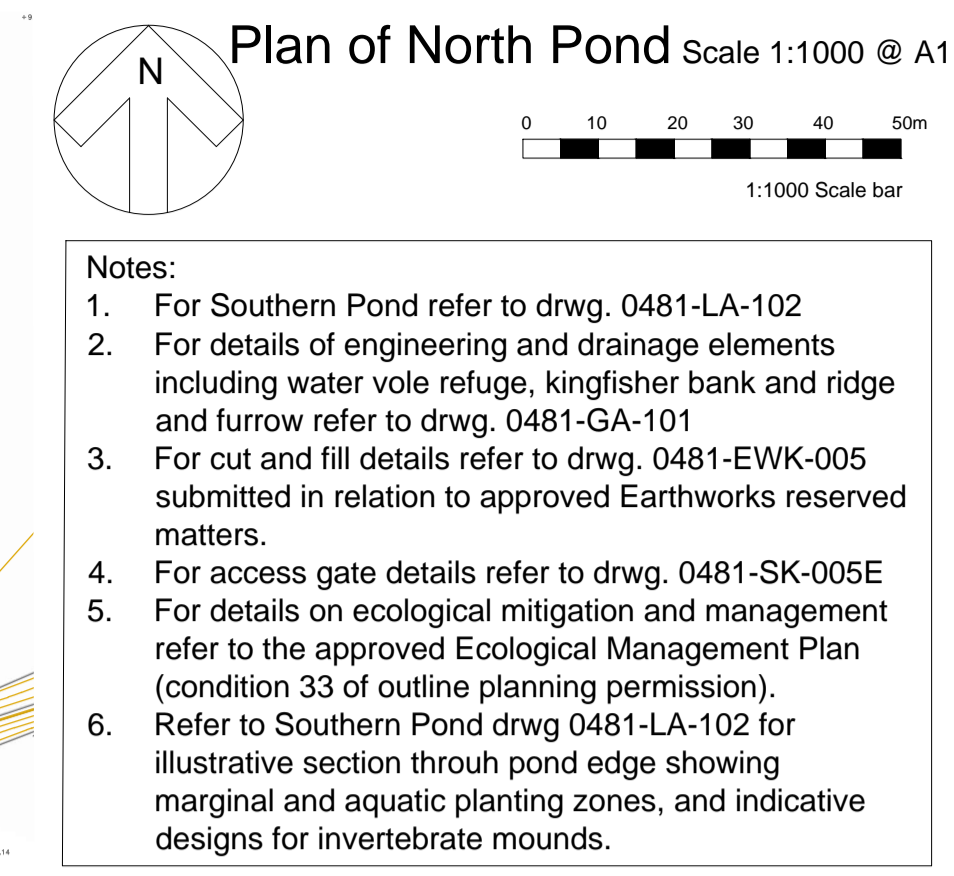 +9
N
Plan of North Pond Scale 1:1000 @ A1
0 10 20 30 40 50m
1:1000 Scale bar
Notes:
1. For Southern Pond refer to drwg. 0481-LA-102
2. For details of engineering and drainage elements
including water vole refuge, kingfisher bank and ridge
and furrow refer to drwg. 0481-GA-101
3. For cut and fill details refer to drwg. 0481-EWK-005
submitted in relation to approved Earthworks reserved
matters.
4. For access gate details refer to drwg. 0481-SK-005E
5. For details on ecological mitigation and management
refer to the approved Ecological Management Plan
(condition 33 of outline planning permission).
6. Refer to Southern Pond drwg 0481-LA-102 for
illustrative section throuh pond edge showing
marginal and aquatic planting zones, and indicative
designs for invertebrate mounds.